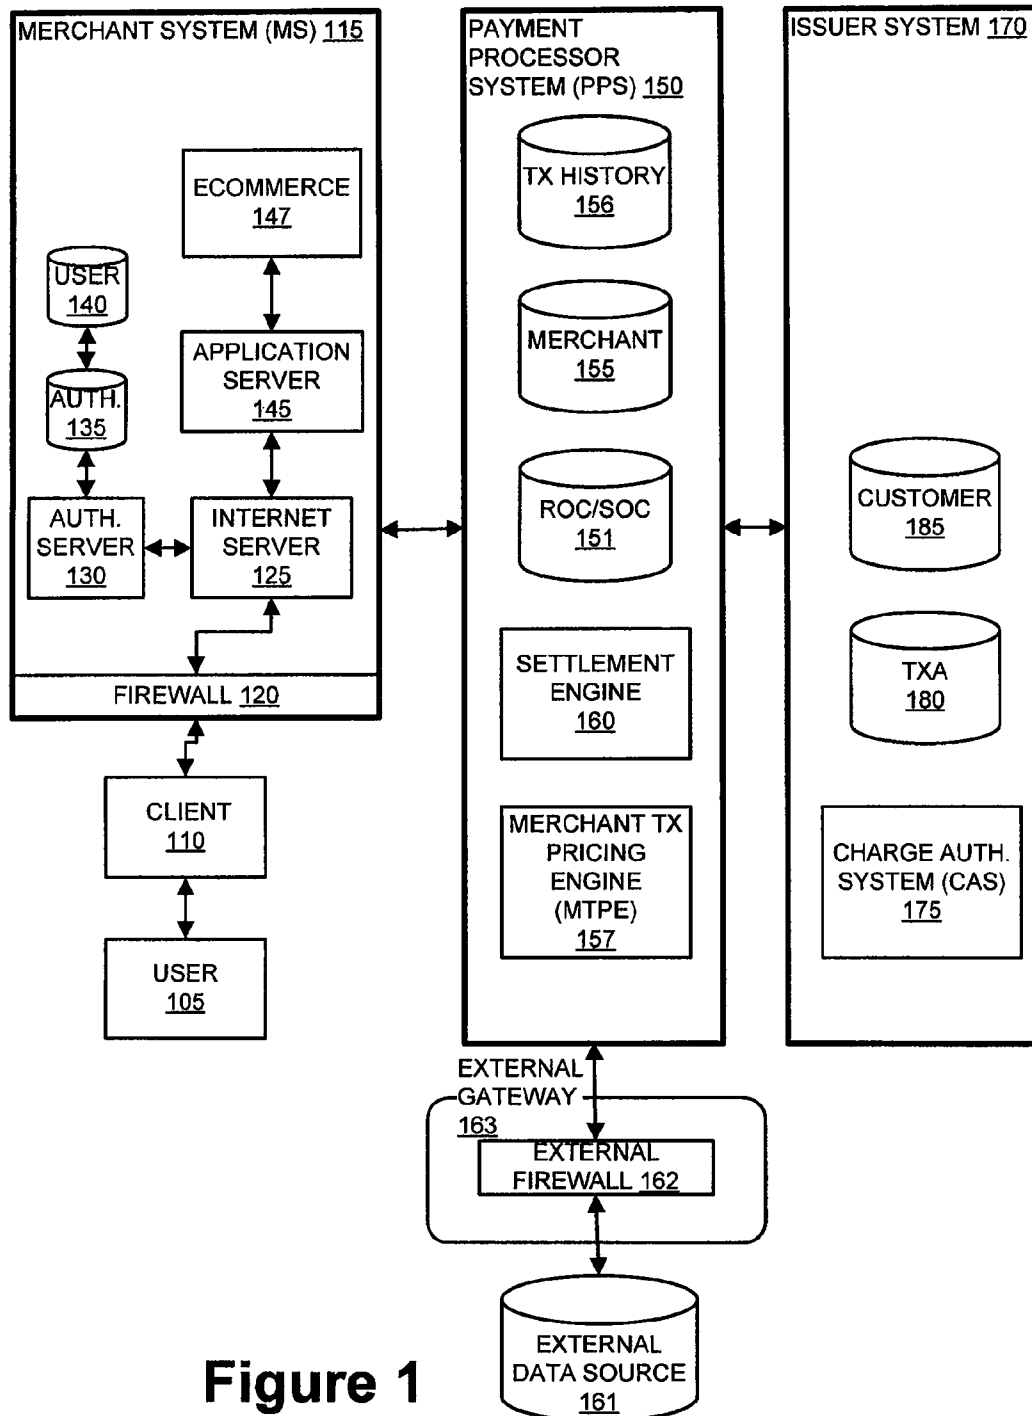 MERCHANT SYSTEM (MS) 115
ECOMMERCE
147
USER
140
APPLICATION
SERVER
145
AUTH.
135
AUTH.
SERVER
130
INTERNET
SERVER
125
FIREWALL 120
CLIENT
110
USER
105
PAYMENT
PROCESSOR
SYSTEM (PPS) 150
TX HISTORY
156
MERCHANT
155
ROC/SOC
151
SETTLEMENT
ENGINE
160
MERCHANT TX
PRICING
ENGINE
(MTPE)
157
ISSUER SYSTEM 170
CUSTOMER
185
TXA
180
CHARGE AUTH.
SYSTEM (CAS)
175
EXTERNAL
GATEWAY
163
EXTERNAL
FIREWALL 162
EXTERNAL
DATA SOURCE
161
Figure 1